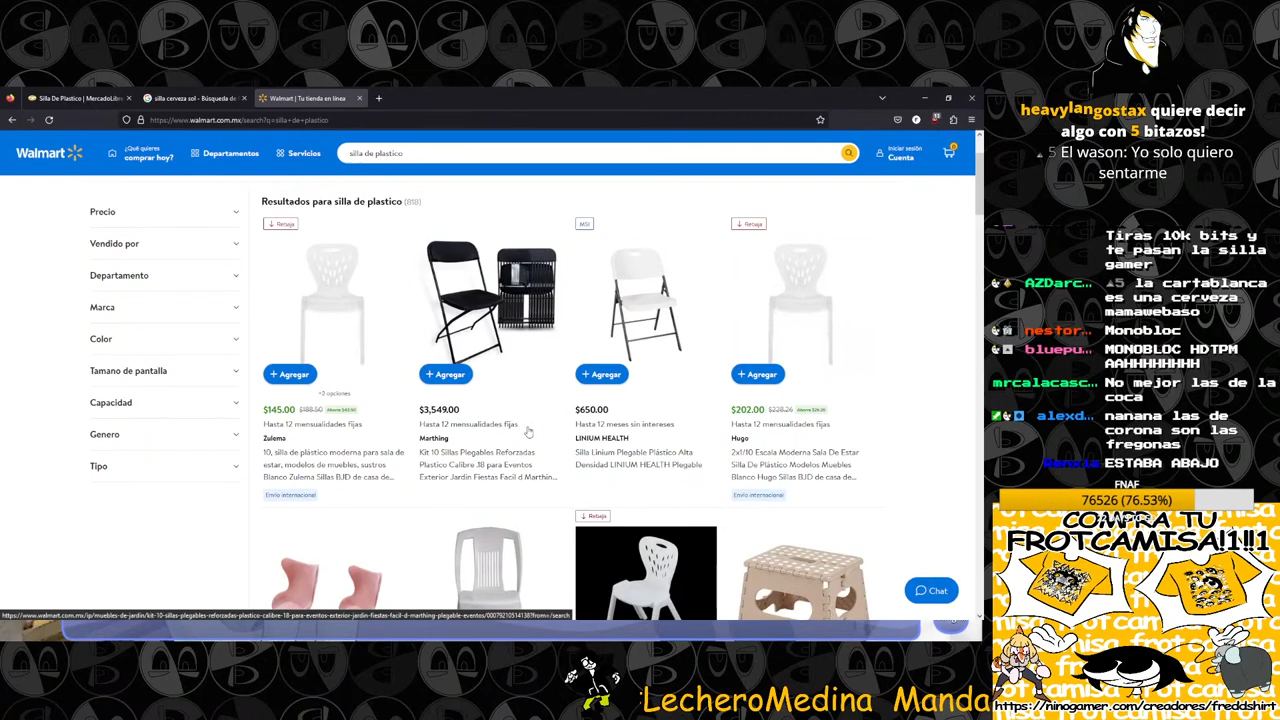 Silla De Plastico | MercadoLibre
silla cerveza sol - Búsqueda de
Walmart | Tu tienda en línea
https://www.walmart.com.mx/search?q=silla+de+plastico
Walmart
¿Qué quieres
comprar hoy?
Departamentos
Servicios
silla de plastico
Iniciar sesión
Cuenta
0
Resultados para silla de plastico (818)
Precio
Vendido por
Departamento
Marca
Color
Tamano de pantalla
Capacidad
Genero
Tipo
Rebaja
MSI
Rebaja
+ Agregar
+ Agregar
+ Agregar
+ Agregar
+2 opciones
$145.00 $188.50 Ahorra $43.50
Hasta 12 mensualidades fijas
Zulema
10, silla de plástico moderna para sala de
estar, modelos de muebles, sustros
Blanco Zulema Sillas BJD de casa de...
Envío internacional
$3,549.00
Hasta 12 mensualidades fijas
Marthing
Kit 10 Sillas Plegables Reforzadas
Plastico Calibre .18 para Eventos
Exterior Jardin Fiestas Facil d Marthin...
$650.00
Hasta 12 meses sin intereses
LINIUM HEALTH
Silla Linium Plegable Plástico Alta
Densidad LINIUM HEALTH Plegable
$202.00 $228.26 Ahorra $26.26
Hasta 12 mensualidades fijas
Hugo
2x1/10 Escala Moderna Sala De Estar
Silla De Plástico Modelos Muebles
Blanco Hugo Sillas BJD de casa de...
Envío internacional
Rebaja
Chat
https://www.walmart.com.mx/ip/muebles-de-jardin/kit-10-sillas-plegables-reforzadas-plastico-calibre-18-para-eventos-exterior-jardin-fiestas-facil-d-marthing-plegable-eventos/00079210514138?from=/search
heavylangostax quiere decir
algo con 5 bitazos!
5 El wason: Yo solo quiero
sentarme
Tiras 10k bits y
te pasan la silla
gamer
AZDarc... 5 la cartablanca
es una cerveza
mamawebaso
nestor... Monobloc
bluepu... MONOBLOC HDTPM
AAHHHHHHHH
mrcalacasc... No mejor las de la
coca
alexd... nanana las de
corona son las
fregonas
ESTABA ABAJO
FNAF
76526 (76.53%)
COMPRA TU
FROTCAMISA!1!!1
https://ninogamer.com/creadores/freddshirt
LecheroMedina Manda